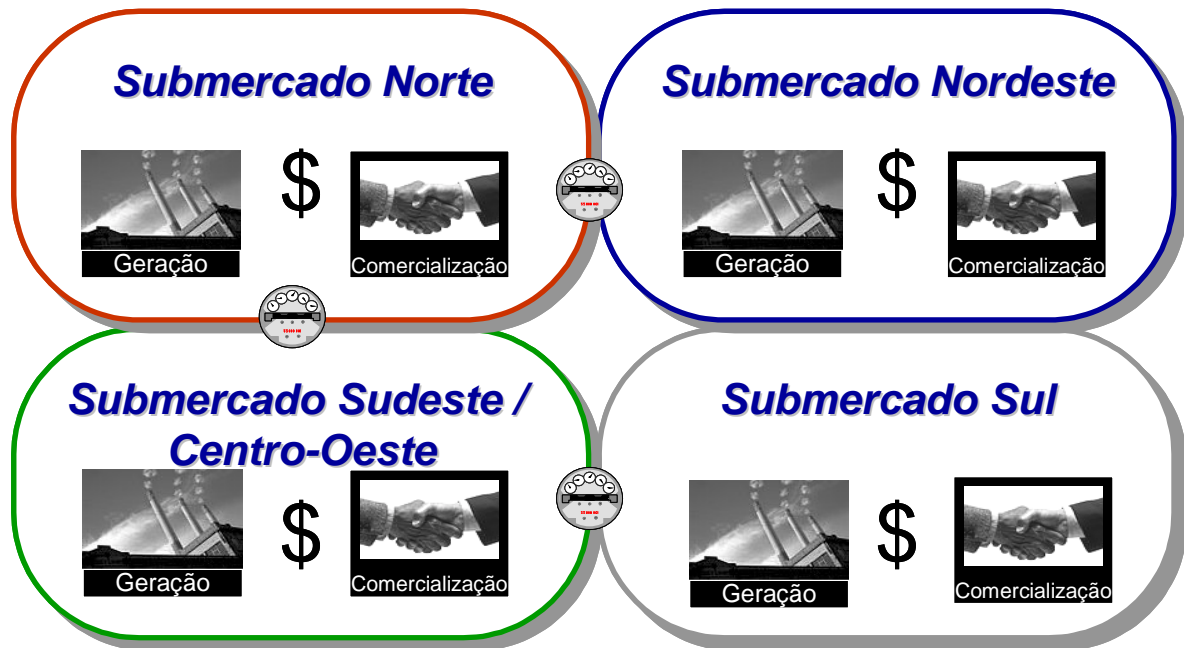 Submercado Norte
$
Geração
Comercialização
Submercado Nordeste
$
Geração
Comercialização
Submercado Sudeste /
Centro-Oeste
$
Geração
Comercialização
Submercado Sul
$
Geração
Comercialização